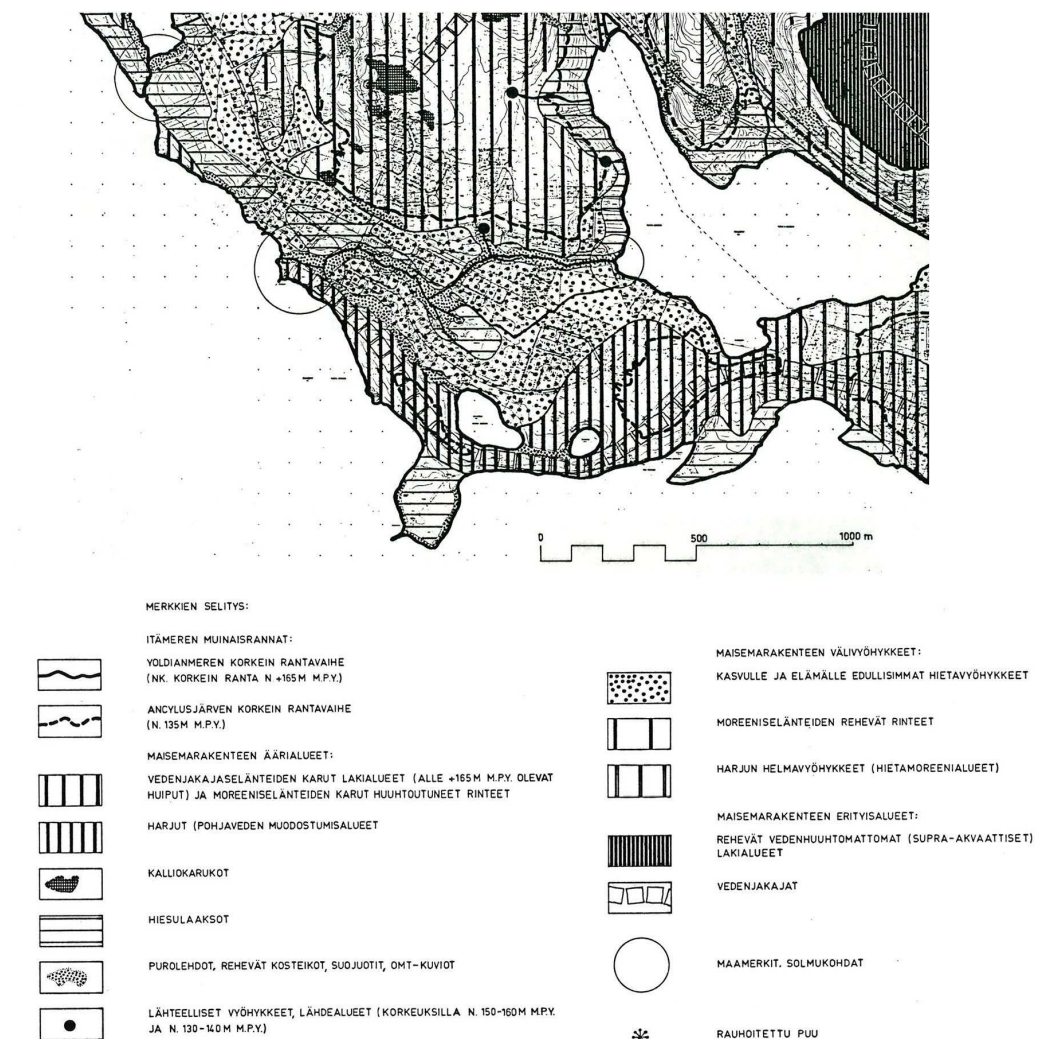 0
500
1000 m
MERKKIEN SELITYS:
ITÄMEREN MUINAISRANNAT:
YOLDIANMEREN KORKEIN RANTAVAIHE
(NK. KORKEIN RANTA N.+165M M.P.Y.)
ANCYLUSJÄRVEN KORKEIN RANTAVAIHE
(N. 135M M.P.Y.)
MAISEMARAKENTEEN ÄÄRIALUEET:
VEDENJAKAJASELÄNTEIDEN KARUT LAKIALUEET (ALLE +165M M.P.Y. OLEVAT
HUIPUT) JA MOREENISELÄNTEIDEN KARUT HUUHTOUTUNEET RINTEET
HARJUT (POHJAVEDEN MUODOSTUMISALUEET
KALLIOKARUKOT
HIESULAAKSOT
PUROLEHDOT, REHEVÄT KOSTEIKOT, SUOJUOTIT, OMT-KUVIOT
LÄHTEELLISET VYÖHYKKEET, LÄHDEALUEET (KORKEUKSILLA N. 150-160M M.P.Y.
JA N. 130-140M M.P.Y.)
MAISEMARAKENTEEN VÄLIVYÖHYKKEET:
KASVULLE JA ELÄMÄLLE EDULLISIMMAT HIETAVYÖHYKKEET
MOREENISELÄNTEIDEN REHEVÄT RINTEET
HARJUN HELMAVYÖHYKKEET (HIETAMOREENIALUEET)
MAISEMARAKENTEEN ERITYISALUEET:
REHEVÄT VEDENHUUHTOMATTOMAT (SUPRA-AKVAATTISET)
LAKIALUEET
VEDENJAKAJAT
MAAMERKIT. SOLMUKOHDAT
RAUHOITETTU PUU